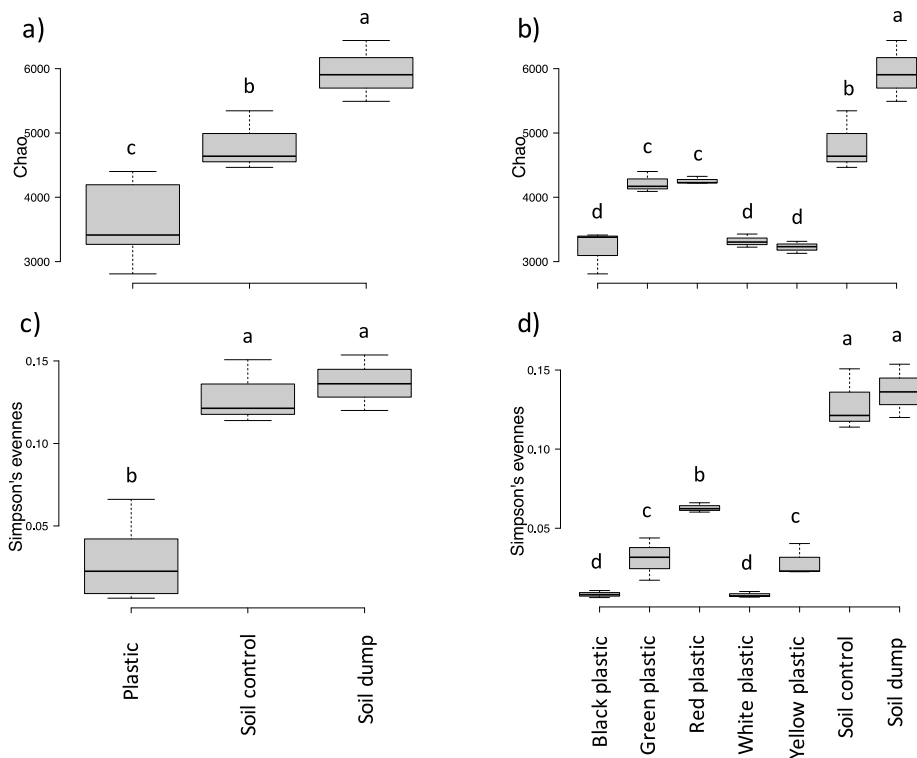 a)
Chao
6000
5000
4000
3000
c
b
a
b)
Chao
6000
5000
4000
3000
d
c
c
d
d
b
a
c)
Simpson's evennes
0.15
0.10
0.05
b
a
a
Plastic
Soil control
Soil dump
d)
Simpson's evennes
0.15
0.10
0.05
d
c
b
d
c
a
a
Black plastic
Green plastic
Red plastic
White plastic
Yellow plastic
Soil control
Soil dump